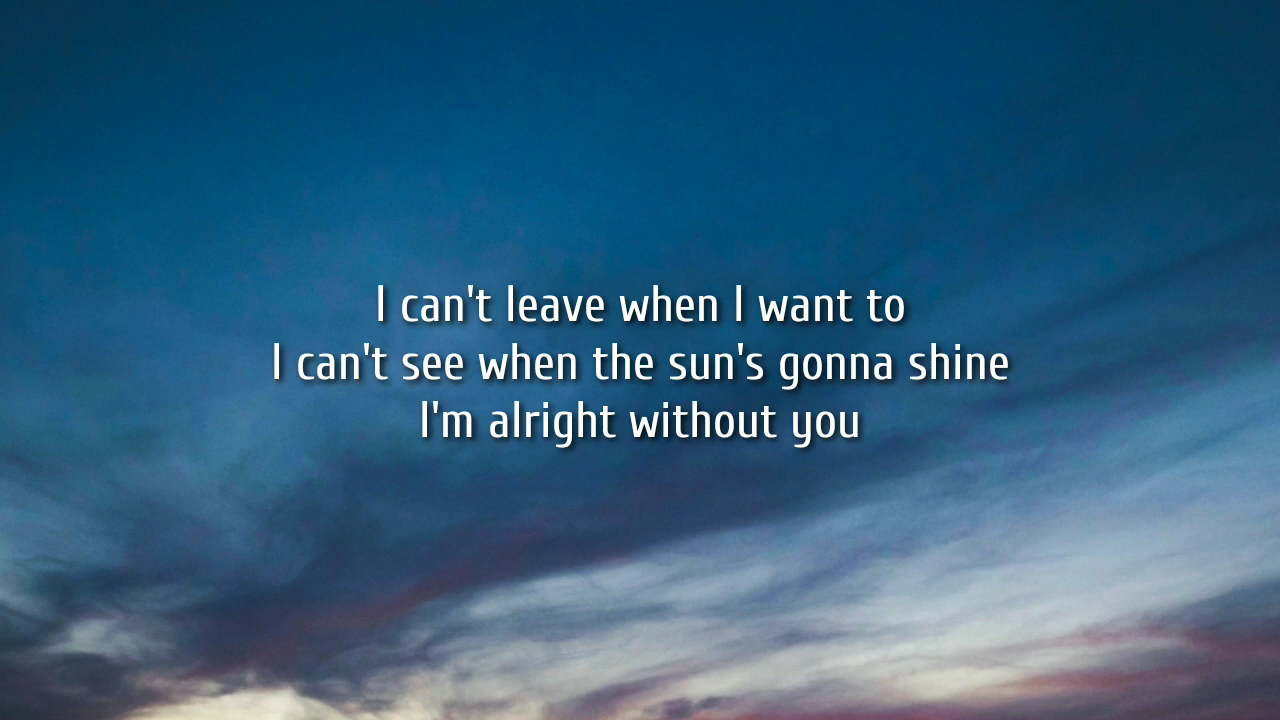 I can't leave when I want to
I can't see when the sun's gonna shine
I'm alright without you